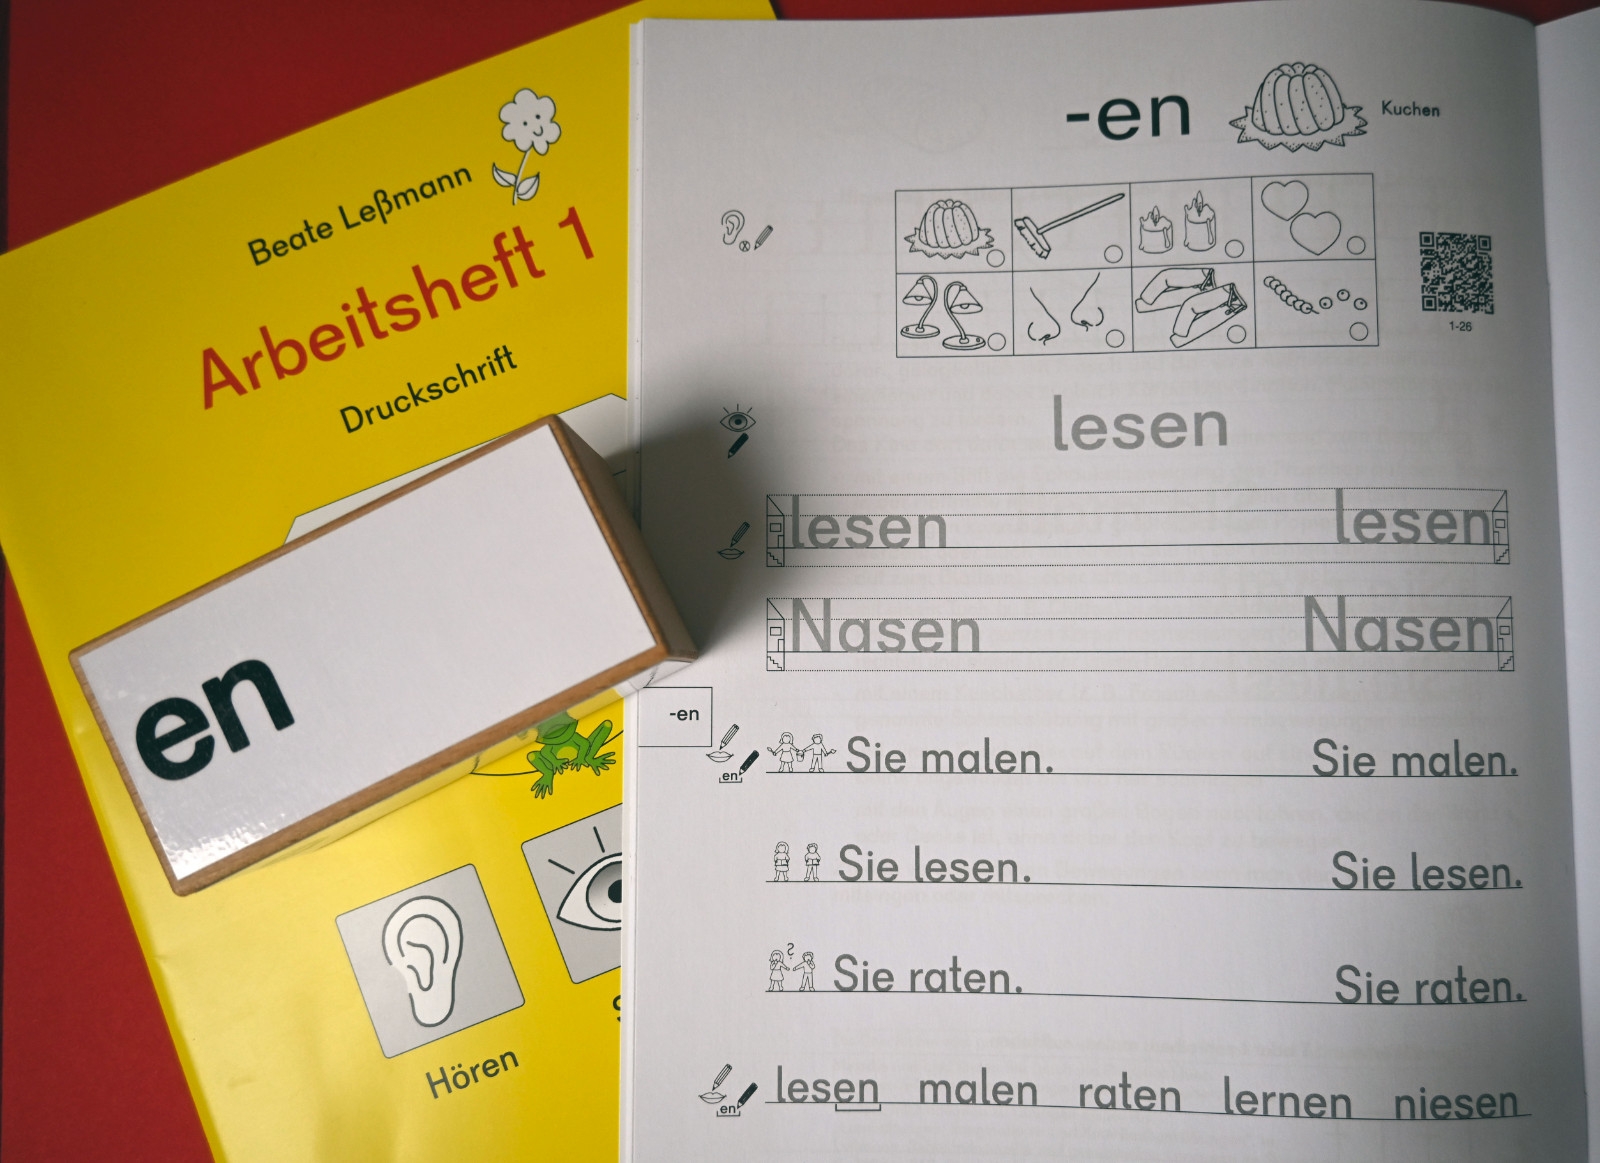 Beate Leßmann
Arbeitsheft 1
Druckschrift
en
Hören
-en
Kuchen
1-26
lesen
lesen lesen
Nasen Nasen
-en
en
Sie malen. Sie malen.
Sie lesen. Sie lesen.
Sie raten. Sie raten.
en
lesen malen raten lernen niesen